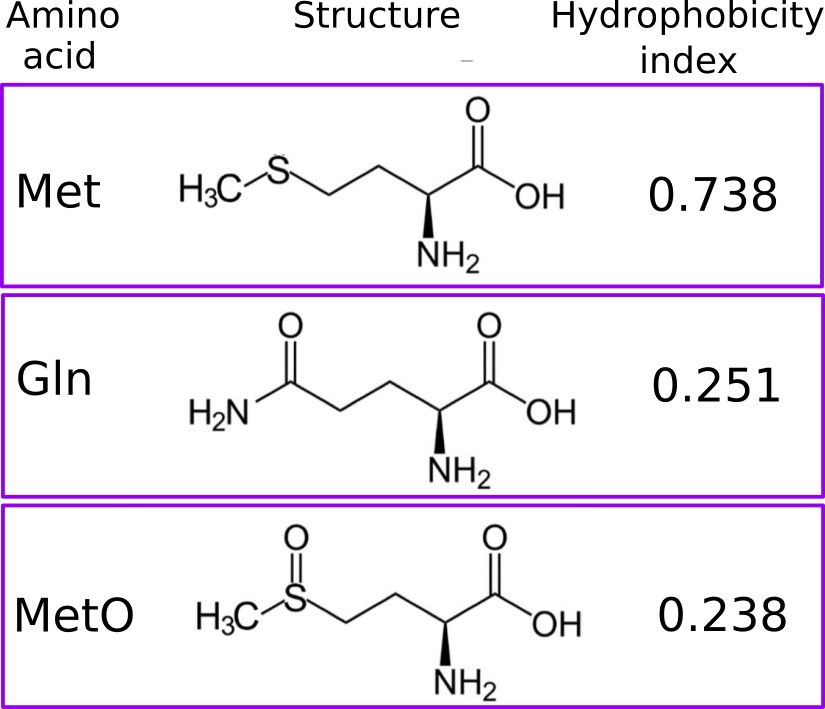 Amino acid
Structure
Hydrophobicity index
Met
O
H₃C
S
OH
NH₂
0.738
Gln
O
O
H₂N
OH
NH₂
0.251
MetO
O
O
H₃C
S
OH
NH₂
0.238